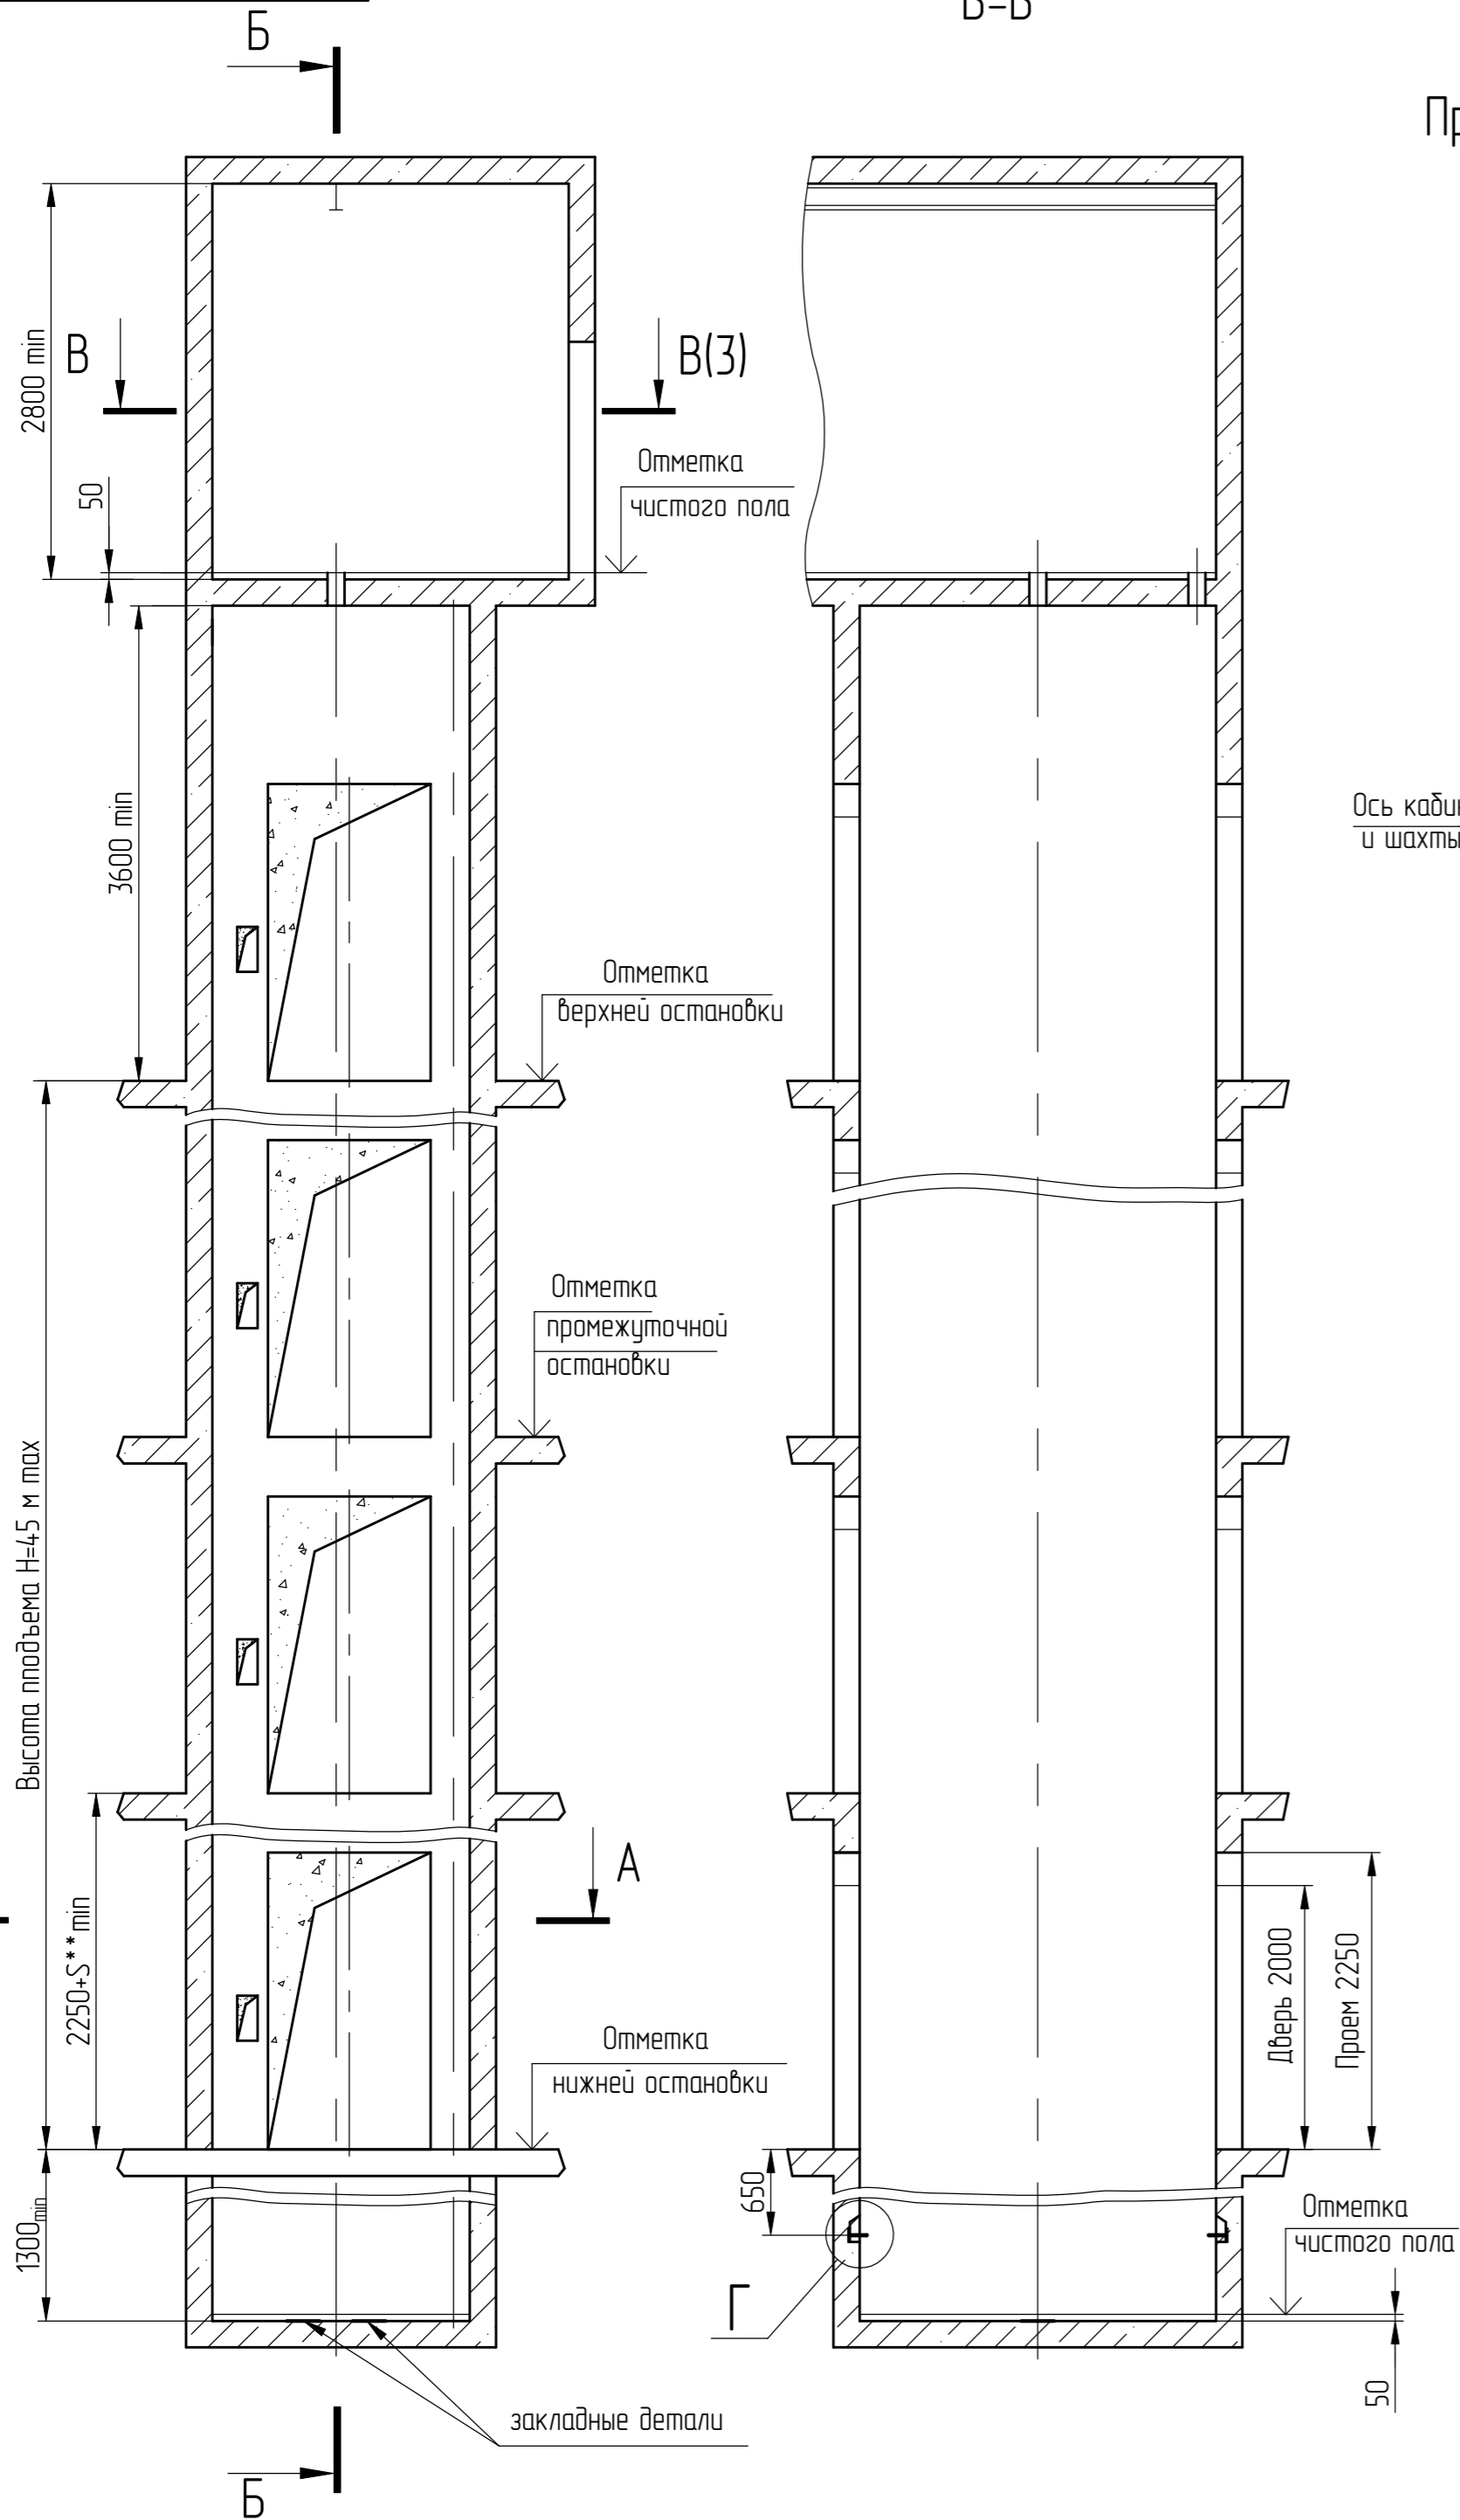 Б
Б-Б
Пр
2800 min
В
В(3)
50
Отметка
чистого пола
3600 min
Ось кабин
и шахты
Отметка
верхней остановки
Отметка
промежуточной
остановки
Высота пподъема H=45 м max
2250+S**min
А
Дверь 2000
Проем 2250
Отметка
нижней остановки
1300min
650
Отметка
чистого пола
Г
50
закладные детали
Б